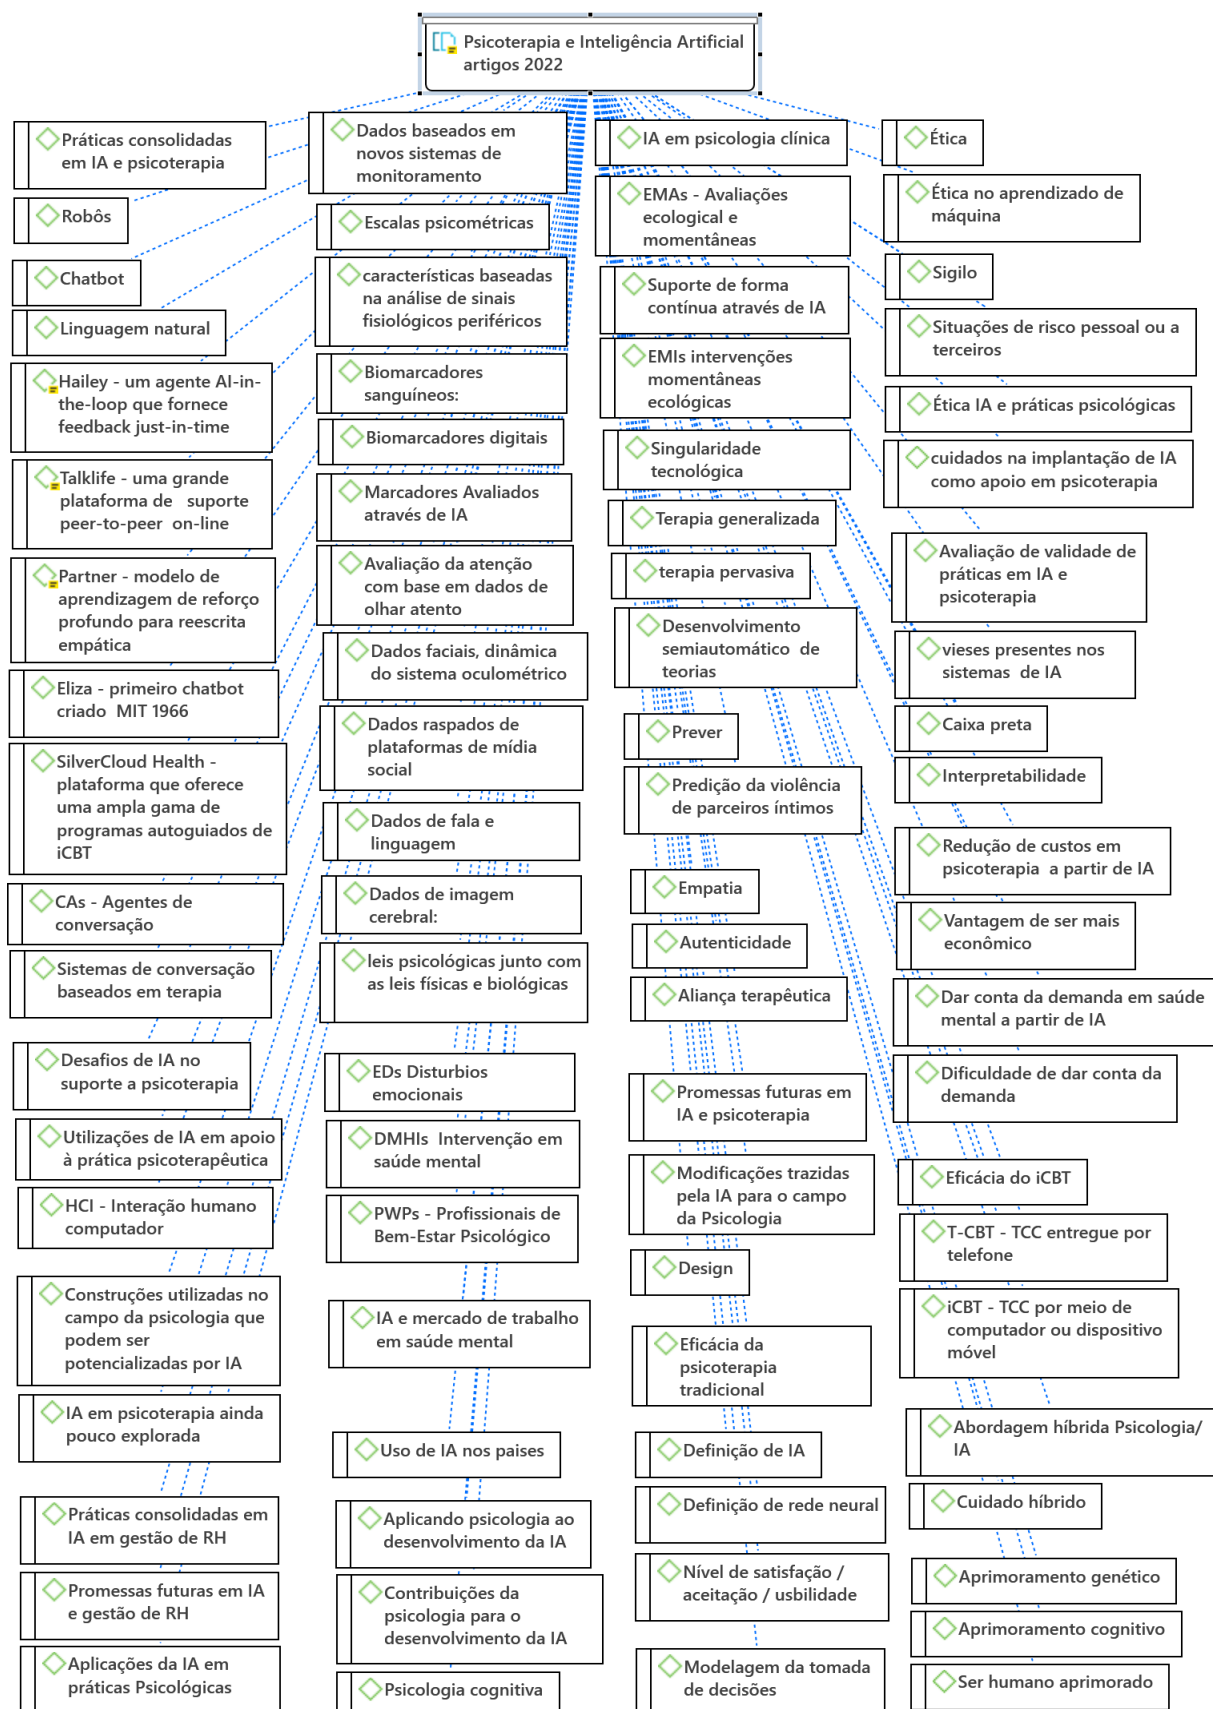 Psicoterapia e Inteligência Artificial
artigos 2022
Práticas consolidadas
em IA e psicoterapia
Robôs
Chatbot
Linguagem natural
Hailey - um agente AI-in-
the-loop que fornece
feedback just-in-time
Talklife - uma grande
plataforma de suporte
peer-to-peer on-line
Partner - modelo de
aprendizagem de reforço
profundo para reescrita
empática
Eliza - primeiro chatbot
criado MIT 1966
SilverCloud Health -
plataforma que oferece
uma ampla gama de
programas autoguiados de
iCBT
CAs - Agentes de
conversação
Sistemas de conversação
baseados em terapia
Desafios de IA no
suporte a psicoterapia
Utilizações de IA em apoio
à prática psicoterapêutica
HCI - Interação humano
computador
Construções utilizadas no
campo da psicologia que
podem ser
potencializadas por IA
IA em psicoterapia ainda
pouco explorada
Práticas consolidadas em
IA em gestão de RH
Promessas futuras em IA
e gestão de RH
Aplicações da IA em
práticas Psicológicas
Dados baseados em
novos sistemas de
monitoramento
Escalas psicométricas
características baseadas
na análise de sinais
fisiológicos periféricos
Biomarcadores
sanguíneos:
Biomarcadores digitais
Marcadores Avaliados
através de IA
Avaliação da atenção
com base em dados de
olhar atento
Dados faciais, dinâmica
do sistema oculométrico
Dados raspados de
plataformas de mídia
social
Dados de fala e
linguagem
Dados de imagem
cerebral:
leis psicológicas junto com
as leis físicas e biológicas
EDs Disturbios
emocionais
DMHIs Intervenção em
saúde mental
PWPs - Profissionais de
Bem-Estar Psicológico
IA e mercado de trabalho
em saúde mental
Uso de IA nos paises
Aplicando psicologia ao
desenvolvimento da IA
Contribuições da
psicologia para o
desenvolvimento da IA
Psicologia cognitiva
IA em psicologia clínica
EMAs - Avaliações
ecological e
momentâneas
Suporte de forma
contínua através de IA
EMIs intervenções
momentâneas
ecológicas
Singularidade
tecnológica
Terapia generalizada
terapia pervasiva
Desenvolvimento
semiautomático de
teorias
Prever
Predição da violência
de parceiros íntimos
Empatia
Autenticidade
Aliança terapêutica
Promessas futuras em
IA e psicoterapia
Modificações trazidas
pela IA para o campo
da Psicologia
Design
Eficácia da
psicoterapia
tradicional
Definição de IA
Definição de rede neural
Nível de satisfação /
aceitação / usbilidade
Modelagem da tomada
de decisões
Ética
Ética no aprendizado de
máquina
Sigilo
Situações de risco pessoal ou a
terceiros
Ética IA e práticas psicológicas
cuidados na implantação de IA
como apoio em psicoterapia
Avaliação de validade de
práticas em IA e
psicoterapia
vieses presentes nos
sistemas de IA
Caixa preta
Interpretabilidade
Redução de custos em
psicoterapia a partir de IA
Vantagem de ser mais
econômico
Dar conta da demanda em saúde
mental a partir de IA
Dificuldade de dar conta da
demanda
Eficácia do iCBT
T-CBT - TCC entregue por
telefone
iCBT - TCC por meio de
computador ou dispositivo
móvel
Abordagem híbrida Psicologia/
IA
Cuidado híbrido
Aprimoramento genético
Aprimoramento cognitivo
Ser humano aprimorado